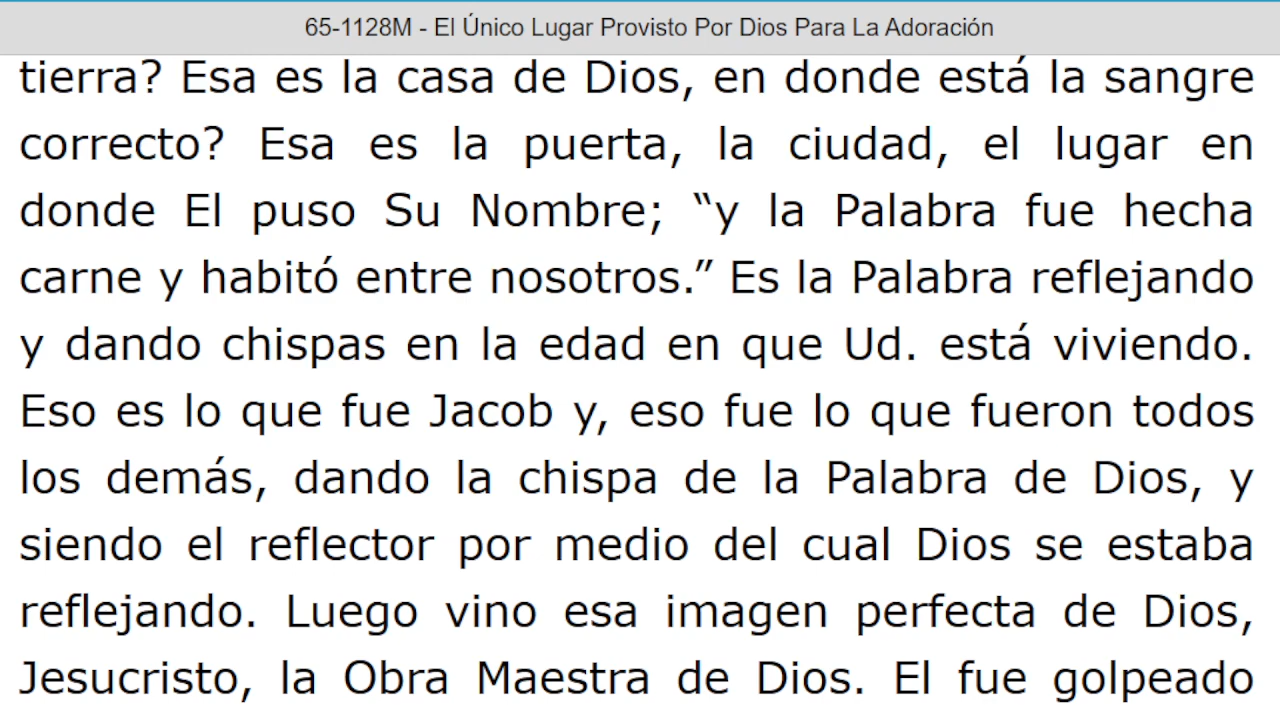 65-1128M - El Único Lugar Provisto Por Dios Para La Adoración
tierra? Esa es la casa de Dios, en donde está la sangre
correcto? Esa es la puerta, la ciudad, el lugar en
donde El puso Su Nombre; “y la Palabra fue hecha
carne y habitó entre nosotros.” Es la Palabra reflejando
y dando chispas en la edad en que Ud. está viviendo.
Eso es lo que fue Jacob y, eso fue lo que fueron todos
los demás, dando la chispa de la Palabra de Dios, y
siendo el reflector por medio del cual Dios se estaba
reflejando. Luego vino esa imagen perfecta de Dios,
Jesucristo, la Obra Maestra de Dios. El fue golpeado